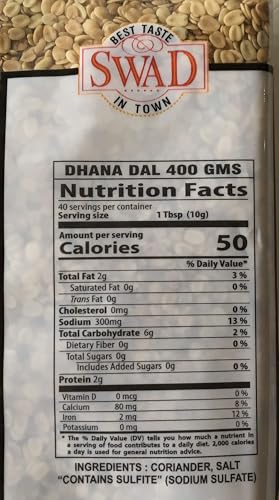 BEST TASTE
SWAD
IN TOWN
DHANA DAL 400 GMS
Nutrition Facts
40 servings per container
Serving size 1 Tbsp (10g)
Amount per serving
Calories 50
% Daily Value*
Total Fat 2g 3 %
Saturated Fat 0g 0 %
Trans Fat 0g
Cholesterol 0mg 0 %
Sodium 300mg 13 %
Total Carbohydrate 6g 2 %
Dietary Fiber 0g 0 %
Total Sugars 0g
Includes Added Sugars 0g 0 %
Protein 2g
Vitamin D 0 mcg 0 %
Calcium 80 mg 8 %
Iron 2 mg 12 %
Potassium 0 mg 0 %
* The % Daily Value (DV) tells you how much a nutrient in
a serving of food contributes to a daily diet. 2,000 calories
a day is used for general nutrition advice.
INGREDIENTS : CORIANDER, SALT
"CONTAINS SULFITE" (SODIUM SULFATE)